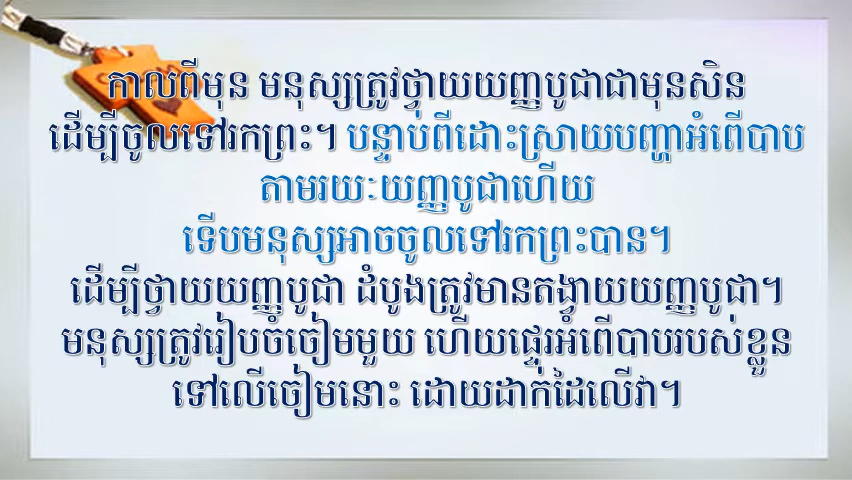 កាលពីមុន មនុស្សត្រូវថ្វាយយញ្ញបូជាជាមុនសិន
ដើម្បីចូលទៅរកព្រះ។ បន្ទាប់ពីដោះស្រាយបញ្ហាអំពើបាប
តាមរយៈយញ្ញបូជាហើយ
ទើបមនុស្សអាចចូលទៅរកព្រះបាន។
ដើម្បីថ្វាយយញ្ញបូជា ដំបូងត្រូវមានតង្វាយយញ្ញបូជា។
មនុស្សត្រូវរៀបចំចៀមមួយ ហើយផ្ទេរអំពើបាបរបស់ខ្លួន
ទៅលើចៀមនោះ ដោយដាក់ដៃលើវា។